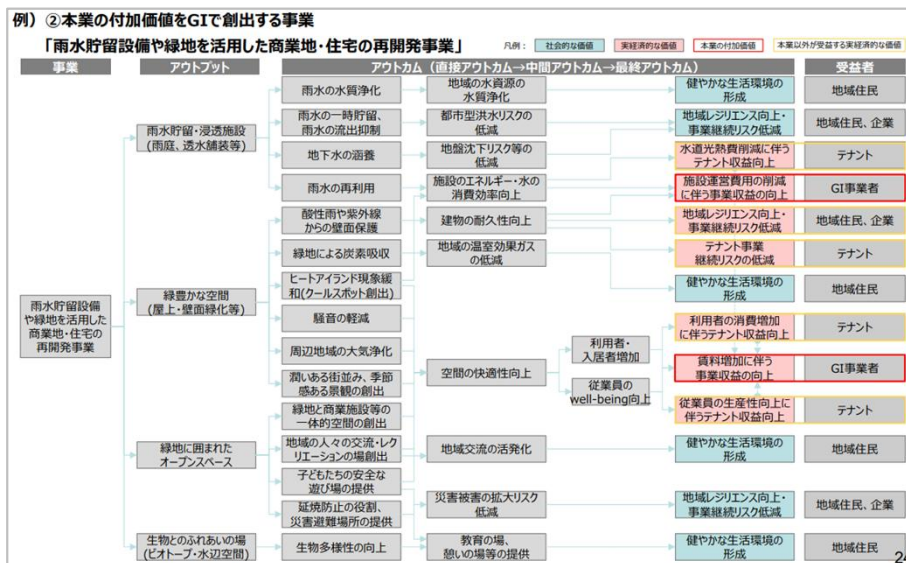 例）②本業の付加価値をGIで創出する事業
「雨水貯留設備や緑地を活用した商業地・住宅の再開発事業」
凡例：
社会的な価値
実経済的な価値
本業の付加価値
本業以外が受益する実経済的な価値
事業
アウトプット
アウトカム（直接アウトカム→中間アウトカム→最終アウトカム）
受益者
雨水貯留設備
や緑地を活用した
商業地・住宅の
再開発事業
雨水貯留・浸透施設
(雨庭、透水舗装等)
緑豊かな空間
(屋上・壁面緑化等)
緑地に囲まれた
オープンスペース
生物とのふれあいの場
(ビオトープ・水辺空間)
雨水の水質浄化
雨水の一時貯留、
雨水の流出抑制
地下水の涵養
雨水の再利用
酸性雨や紫外線
からの壁面保護
緑地による炭素吸収
ヒートアイランド現象緩
和(クールスポット創出)
騒音の軽減
周辺地域の大気浄化
潤いある街並み、季節
感ある景観の創出
緑地と商業施設等の
一体的空間の創出
地域の人々の交流・レク
リエーションの場創出
子どもたちの安全な
遊び場の提供
延焼防止の役割、
災害避難場所の提供
生物多様性の向上
地域の水資源の
水質浄化
都市型洪水リスクの
低減
地盤沈下リスク等の
低減
施設のエネルギー・水の
消費効率向上
建物の耐久性向上
地域の温室効果ガス
の低減
空間の快適性向上
利用者・
入居者増加
従業員の
well-being向上
地域交流の活発化
災害被害の拡大リスク
低減
教育の場、
憩いの場等の提供
健やかな生活環境の
形成
地域住民
地域レジリエンス向上・
事業継続リスク低減
地域住民、企業
水道光熱費削減に伴う
テナント収益向上
テナント
施設運営費用の削減
に伴う事業収益の向上
GI事業者
地域レジリエンス向上・
事業継続リスク低減
地域住民、企業
テナント事業
継続リスクの低減
テナント
健やかな生活環境の
形成
地域住民
利用者の消費増加
に伴うテナント収益向上
テナント
賃料増加に伴う
事業収益の向上
GI事業者
従業員の生産性向上に
伴うテナント収益向上
テナント
健やかな生活環境の
形成
地域住民
地域レジリエンス向上・
事業継続リスク低減
地域住民、企業
健やかな生活環境の
形成
地域住民
24